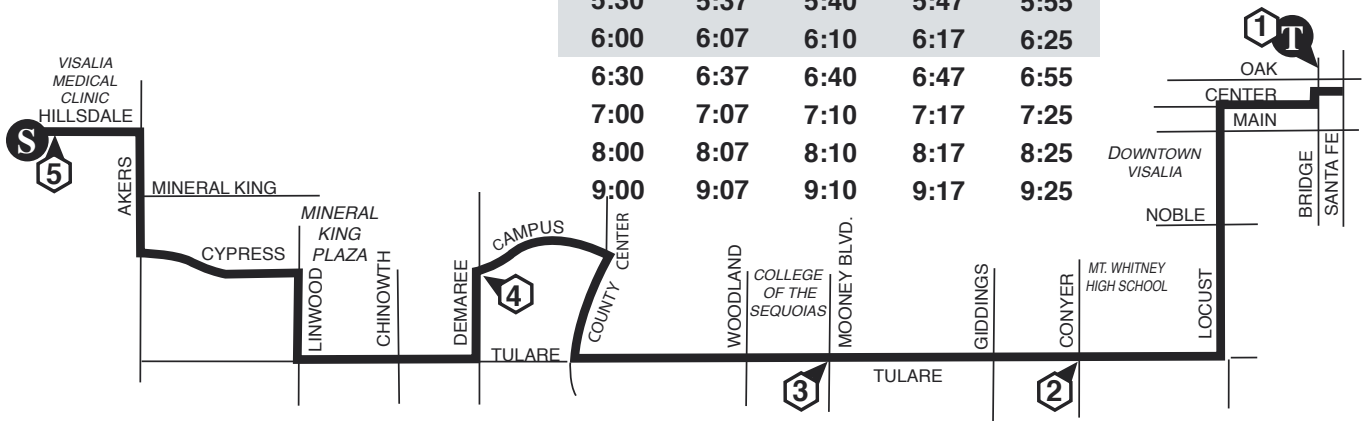 5:30 5:37 5:40 5:47 5:55
6:00 6:07 6:10 6:17 6:25
6:30 6:37 6:40 6:47 6:55
7:00 7:07 7:10 7:17 7:25
8:00 8:07 8:10 8:17 8:25
9:00 9:07 9:10 9:17 9:25
1 T
OAK
CENTER
MAIN
BRIDGE
SANTA FE
DOWNTOWN
VISALIA
NOBLE
LOCUST
VISALIA
MEDICAL
CLINIC
HILLSDALE
S
5
AKERS
MINERAL KING
MINERAL
KING
PLAZA
CYPRESS
LINWOOD
CHINOWTH
DEMAREE
CAMPUS
4
COUNTY CENTER
TULARE
WOODLAND
COLLEGE
OF THE
SEQUOIAS
MOONEY BLVD.
3
TULARE
GIDDINGS
CONYER
2
MT. WHITNEY
HIGH SCHOOL